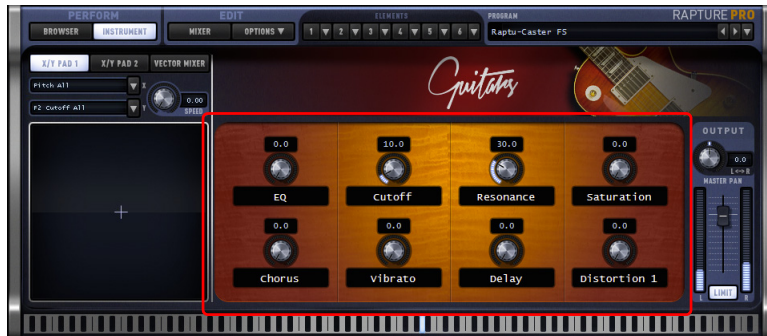 PERFORM EDIT ELEMENTS PROGRAM RAPTURE PRO
BROWSER INSTRUMENT MIXER OPTIONS 1 2 3 4 5 6 Raptu-Caster FS
X/Y PAD 1 X/Y PAD 2 VECTOR MIXER
Pitch All X
F2 Cutoff All Y 0.00
SPEED
Guitars
OUTPUT
0.0
L R
MASTER PAN
0.0 10.0 30.0 0.0
EQ Cutoff Resonance Saturation
0.0 0.0 0.0 0.0
Chorus Vibrato Delay Distortion 1
LIMIT
L R